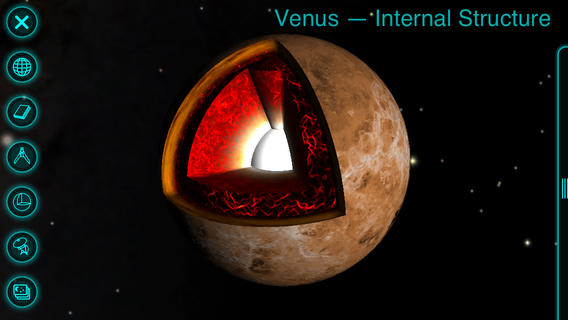 Venus — Internal Structure